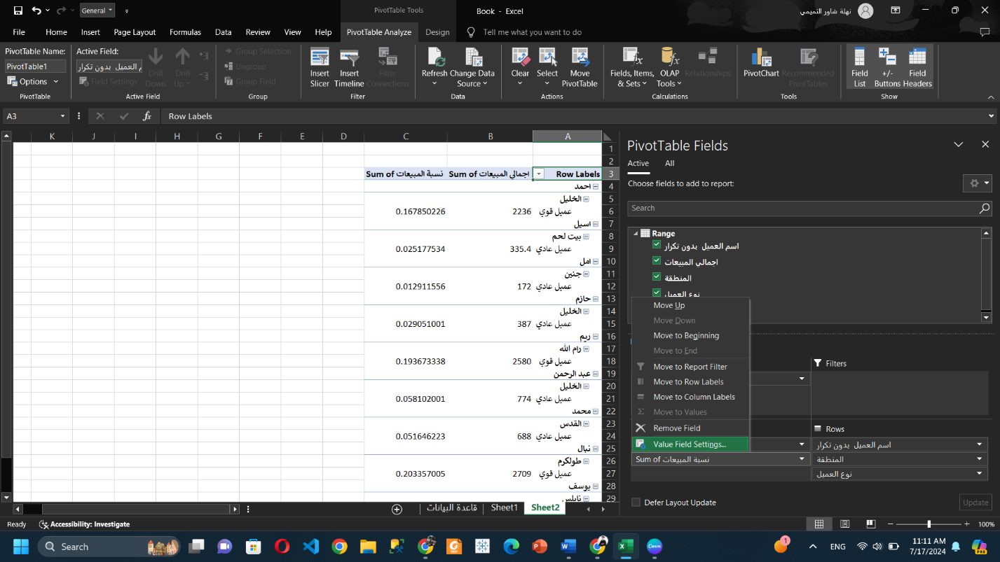 General
PivotTable Tools
Book - Excel
نهلة شاور التميمي
File Home Insert Page Layout Formulas Data Review View Help PivotTable Analyze Design Tell me what you want to do
PivotTable Name:
PivotTable1
Options
PivotTable
Active Field:
م العميل بدون تكرار
Field Settings
Drill Down
Drill Up
Active Field
Group Selection
Ungroup
Group Field
Group
Insert Slicer
Insert Timeline
Filter Connections
Filter
Refresh
Change Data Source
Data
Clear
Select
Move PivotTable
Actions
Fields, Items, & Sets
OLAP Tools
Relationships
Calculations
PivotChart
Recommended PivotTables
Tools
Field List
+/- Buttons
Field Headers
Show
A3
fx
Row Labels
K J I H G F E D C B A
1
2
Sum of نسبة المبيعات Sum of اجمالي المبيعات Row Labels 3
احمد 4
الخليل 5
0.167850226 2236 عميل قوي 6
اسيل 7
بيت لحم 8
0.025177534 335.4 عميل عادي 9
امل 10
جنين 11
0.012911556 172 عميل عادي 12
حازم 13
الخليل 14
0.029051001 387 عميل عادي 15
ريم 16
رام الله 17
0.193673338 2580 عميل قوي 18
عبد الرحمن 19
الخليل 20
0.058102001 774 عميل عادي 21
محمد 22
القدس 23
0.051646223 688 عميل عادي 24
نبال 25
طولكرم 26
0.203357005 2709 عميل قوي 27
يوسف 28
نابلس 29
PivotTable Fields
Active All
Choose fields to add to report:
Search
Range
اسم العميل بدون تكرار
اجمالي المبيعات
المنطقة
نوع العميل
Move Up
Move Down
Move to Beginning
Move to End
Move to Report Filter
Move to Row Labels
Move to Column Labels
Move to Values
Remove Field
Value Field Settings...
Sum of نسبة المبيعات
Filters
Rows
اسم العميل بدون تكرار
المنطقة
نوع العميل
Defer Layout Update
Update
قاعدة البيانات Sheet1 Sheet2
Ready Accessibility: Investigate
100%
Search
1
ENG
11:11 AM
7/17/2024
PRE